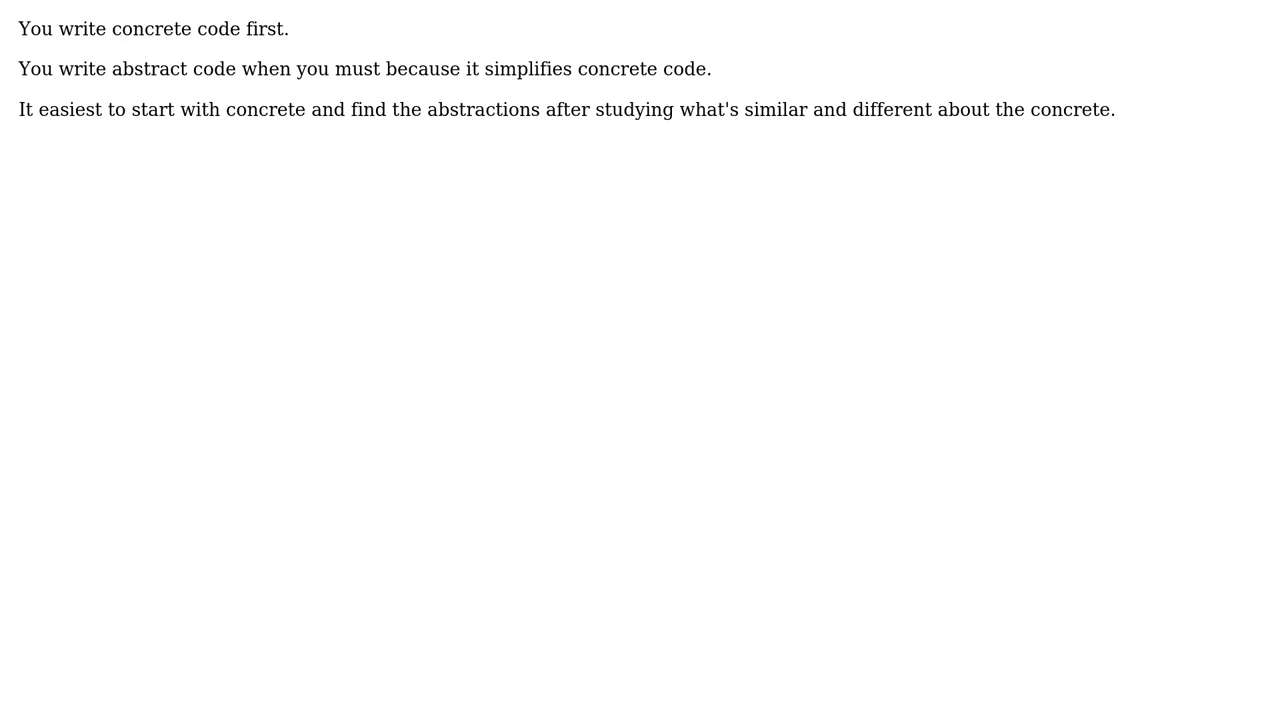 You write concrete code first.
You write abstract code when you must because it simplifies concrete code.
It easiest to start with concrete and find the abstractions after studying what's similar and different about the concrete.